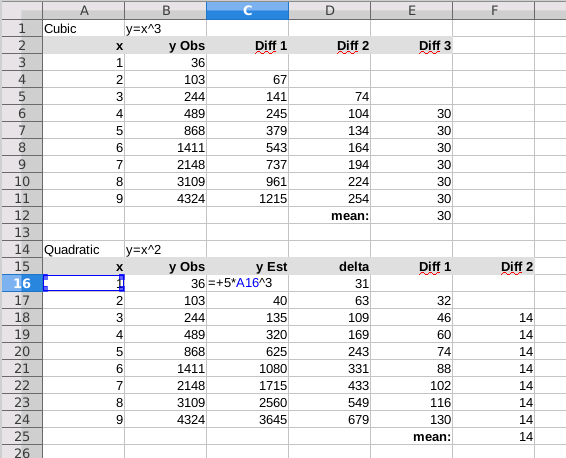 A B C D E F
1 Cubic y=x^3
2 x y Obs Diff 1 Diff 2 Diff 3
3 1 36
4 2 103 67
5 3 244 141 74
6 4 489 245 104 30
7 5 868 379 134 30
8 6 1411 543 164 30
9 7 2148 737 194 30
10 8 3109 961 224 30
11 9 4324 1215 254 30
12 mean: 30
13
14 Quadratic y=x^2
15 x y Obs y Est delta Diff 1 Diff 2
16 1 36 =+5*A16^3 31
17 2 103 40 63 32
18 3 244 135 109 46 14
19 4 489 320 169 60 14
20 5 868 625 243 74 14
21 6 1411 1080 331 88 14
22 7 2148 1715 433 102 14
23 8 3109 2560 549 116 14
24 9 4324 3645 679 130 14
25 mean: 14
26